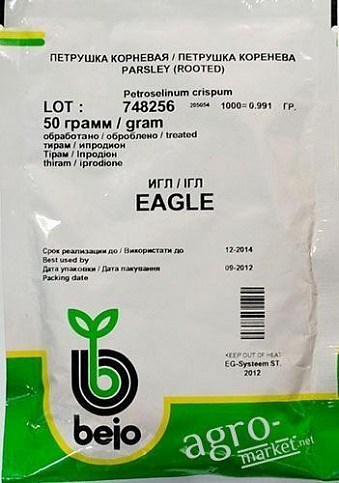 ПЕТРУШКА КОРНЕВАЯ / ПЕТРУШКА КОРЕНЕВА
PARSLEY (ROOTED)
Petroselinum crispum
LOT : 748256 205054 1000= 0.991 ГР.
50 грамм / gram
обработано / оброблено / treated
тирам / ипродион
Тірам / Іпродіон
thiram / iprodione
ИГЛ / ІГЛ
EAGLE
Срок реализации до / Використати до 12-2014
Best used by
Дата упаковки / Дата пакування 09-2012
Packing date
KEEP OUT OF HEAT
EG-Systeem ST.
2012
bejo
agro-
market.net